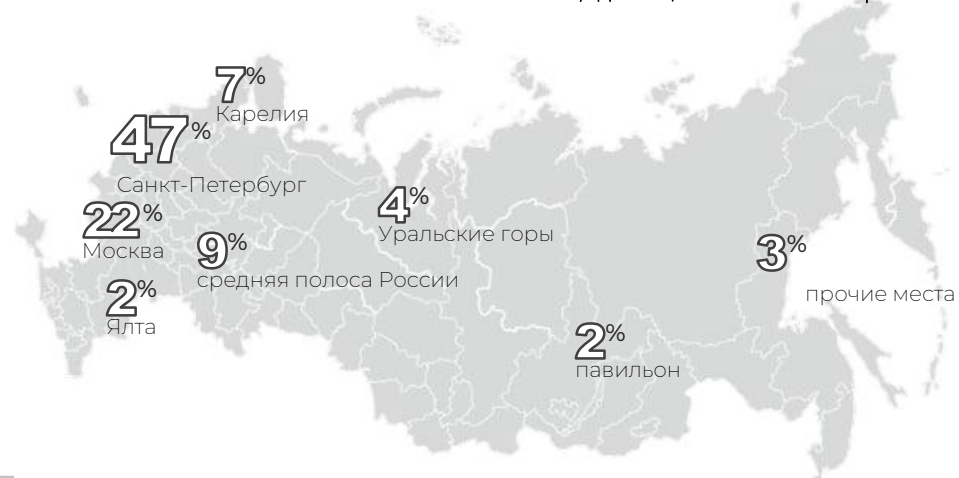 7%
Карелия
47%
Санкт-Петербург
22%
Москва
4%
Уральские горы
9%
средняя полоса России
3%
прочие места
2%
Ялта
2%
павильон